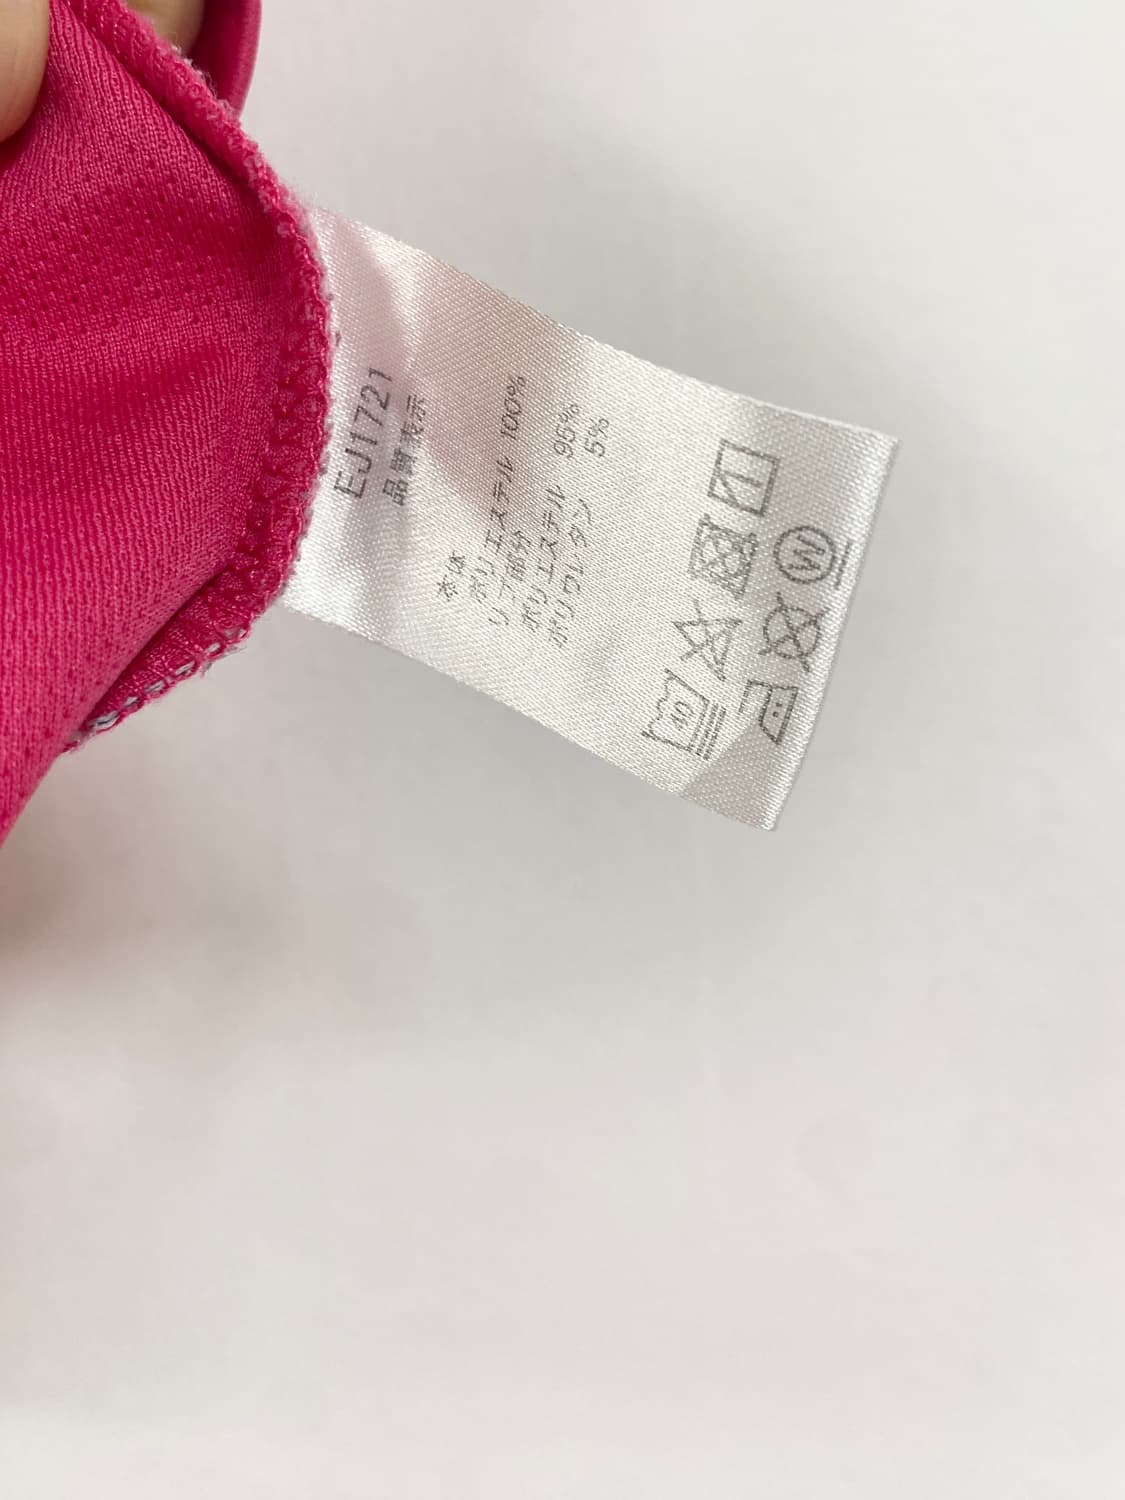 EJ1721
品質表示
本体
ポリエステル 100%
リブ部分
ポリエステル 95%
ポリウレタン 5%
40
W